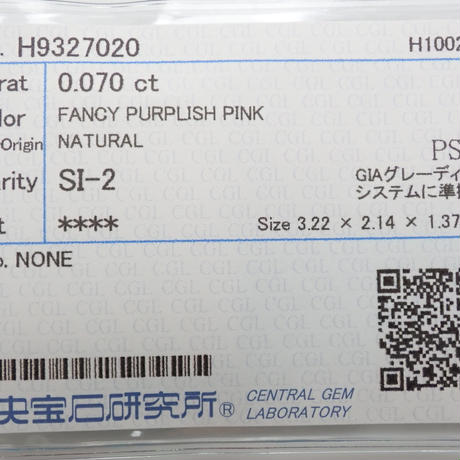 . H9327020 H1002
rat 0.070 ct
lor FANCY PURPLISH PINK
Origin NATURAL
rity SI-2
PS
GIAグレーディ
システムに準拠
t **** Size 3.22 × 2.14 × 1.37
o. NONE
央宝石研究所® CENTRAL GEM
LABORATORY